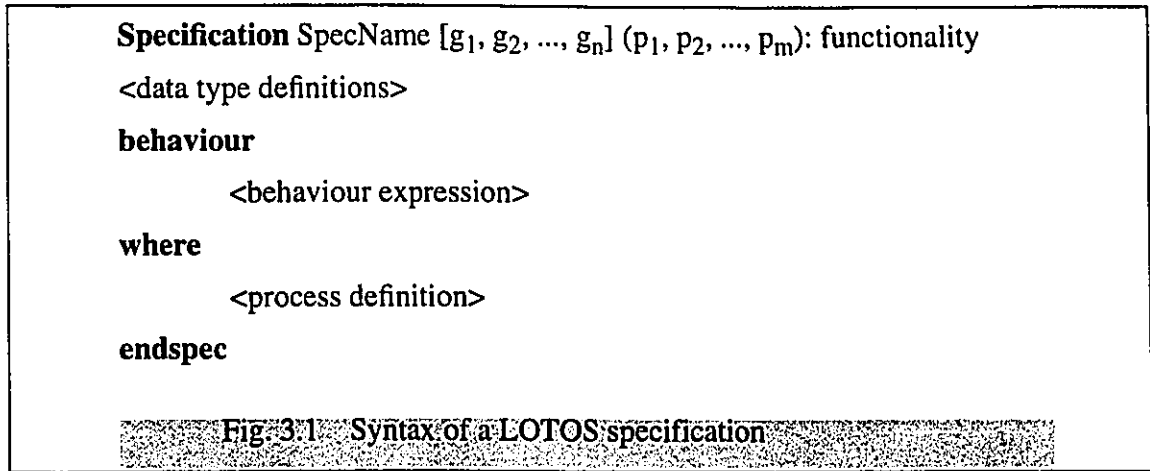 Specification SpecName [g1, g2, ..., gn] (p1, p2, ..., pm): functionality
<data type definitions>
behaviour
<behaviour expression>
where
<process definition>
endspec
Fig. 3.1 Syntax of a LOTOS specification